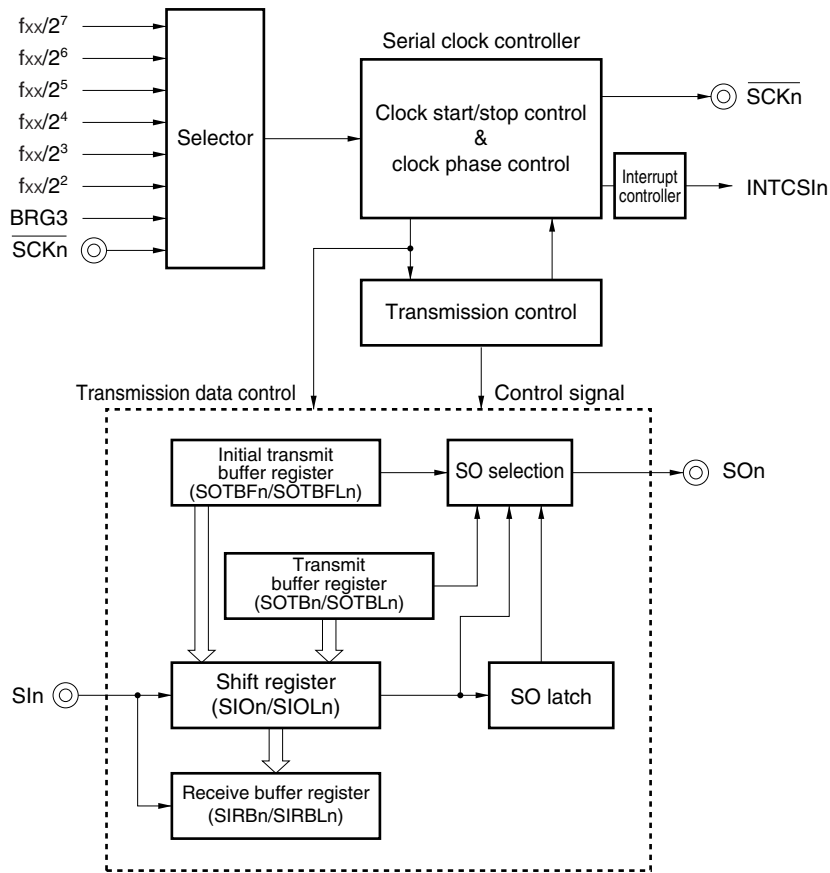 fxx/2⁷
fxx/2⁶
fxx/2⁵
fxx/2⁴
fxx/2³
fxx/2²
BRG3
SCKn
Selector
Serial clock controller
Clock start/stop control
&
clock phase control
SCKn
Interrupt
controller
INTCSIn
Transmission control
Transmission data control
Control signal
Initial transmit
buffer register
(SOTBFn/SOTBFLn)
SO selection
SOn
Transmit
buffer register
(SOTBn/SOTBLn)
SIn
Shift register
(SIOn/SIOLn)
SO latch
Receive buffer register
(SIRBn/SIRBLn)